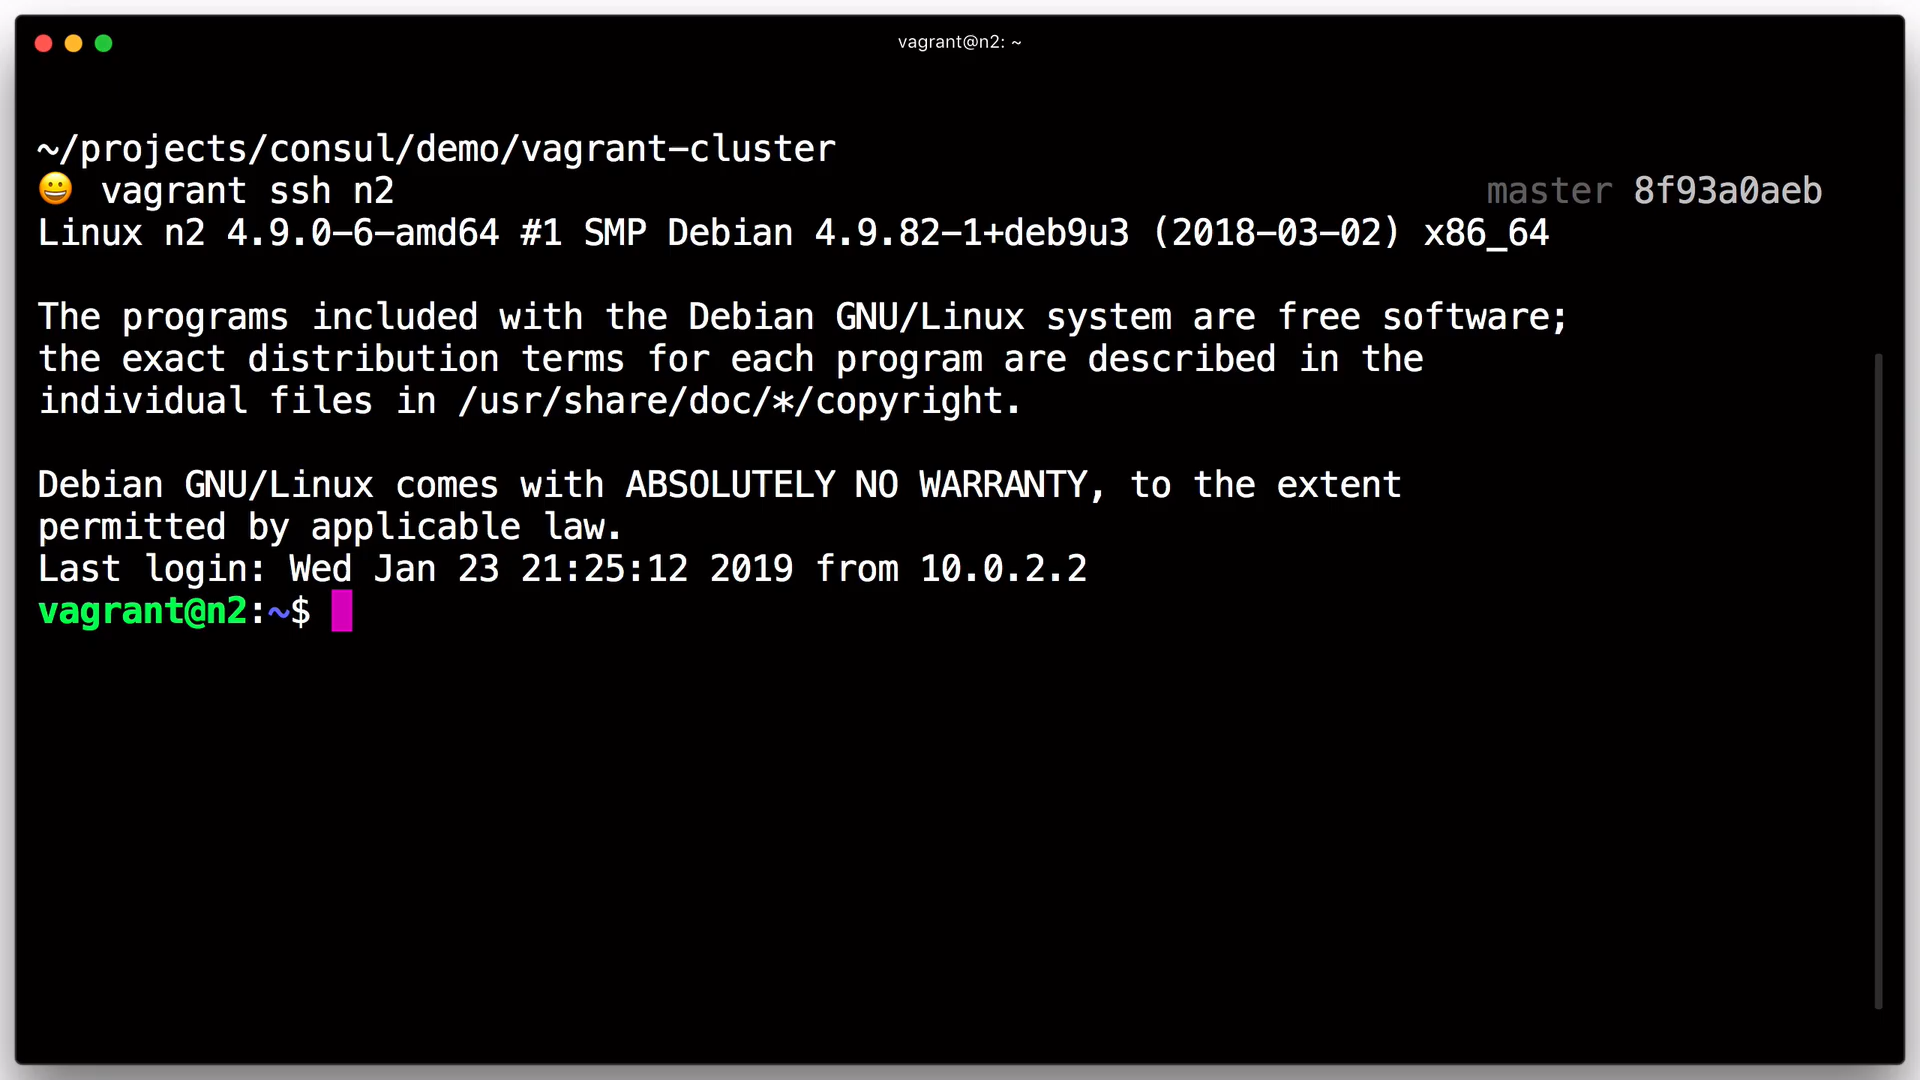 vagrant@n2: ~
~/projects/consul/demo/vagrant-cluster
😀 vagrant ssh n2 master 8f93a0aeb
Linux n2 4.9.0-6-amd64 #1 SMP Debian 4.9.82-1+deb9u3 (2018-03-02) x86_64
The programs included with the Debian GNU/Linux system are free software;
the exact distribution terms for each program are described in the
individual files in /usr/share/doc/*/copyright.
Debian GNU/Linux comes with ABSOLUTELY NO WARRANTY, to the extent
permitted by applicable law.
Last login: Wed Jan 23 21:25:12 2019 from 10.0.2.2
vagrant@n2:~$